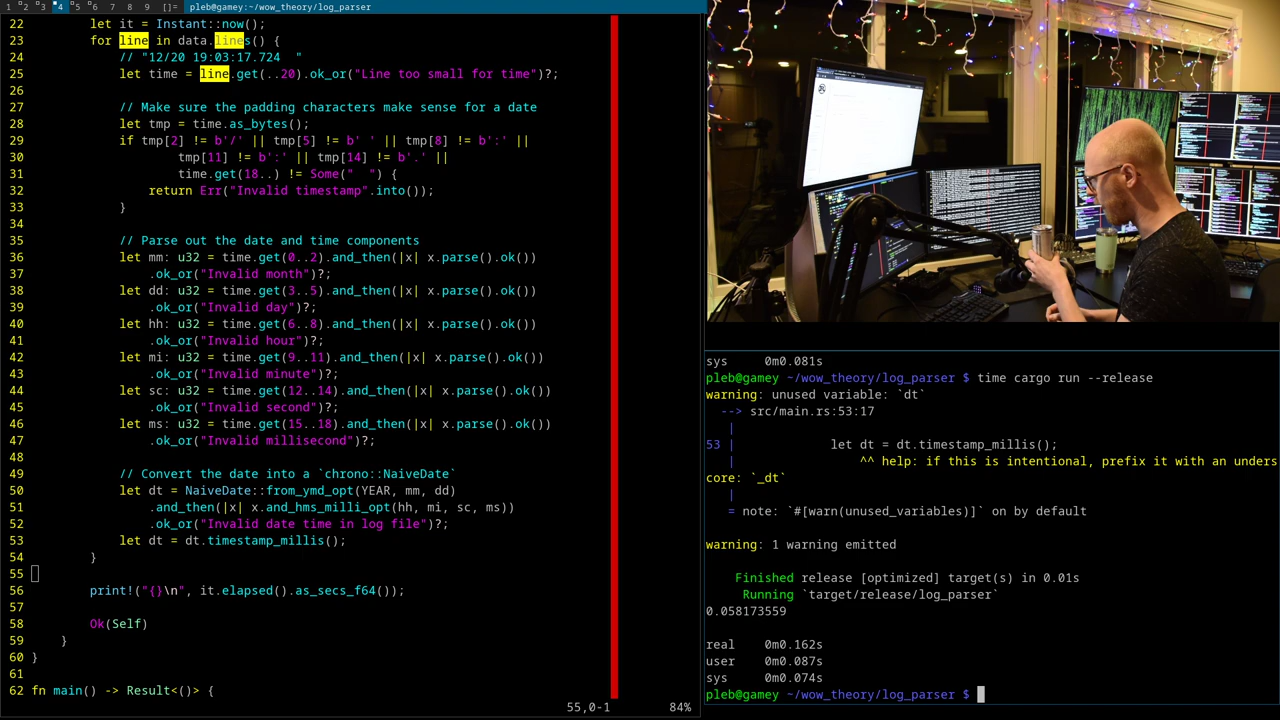 1 2 3 4 5 6 7 8 9 []= pleb@gamey:~/wow_theory/log_parser
22         let it = Instant::now();
23         for line in data.lines() {
24             // "12/20 19:03:17.724  "
25             let time = line.get(..20).ok_or("Line too small for time")?;
26
27             // Make sure the padding characters make sense for a date
28             let tmp = time.as_bytes();
29             if tmp[2] != b'/' || tmp[5] != b' ' || tmp[8] != b':' ||
30                     tmp[11] != b':' || tmp[14] != b'.' ||
31                     time.get(18..) != Some("  ") {
32                 return Err("Invalid timestamp".into());
33             }
34
35             // Parse out the date and time components
36             let mm: u32 = time.get(0..2).and_then(|x| x.parse().ok())
37                 .ok_or("Invalid month")?;
38             let dd: u32 = time.get(3..5).and_then(|x| x.parse().ok())
39                 .ok_or("Invalid day")?;
40             let hh: u32 = time.get(6..8).and_then(|x| x.parse().ok())
41                 .ok_or("Invalid hour")?;
42             let mi: u32 = time.get(9..11).and_then(|x| x.parse().ok())
43                 .ok_or("Invalid minute")?;
44             let sc: u32 = time.get(12..14).and_then(|x| x.parse().ok())
45                 .ok_or("Invalid second")?;
46             let ms: u32 = time.get(15..18).and_then(|x| x.parse().ok())
47                 .ok_or("Invalid millisecond")?;
48
49             // Convert the date into a `chrono::NaiveDate`
50             let dt = NaiveDate::from_ymd_opt(YEAR, mm, dd)
51                 .and_then(|x| x.and_hms_milli_opt(hh, mi, sc, ms))
52                 .ok_or("Invalid date time in log file")?;
53             let dt = dt.timestamp_millis();
54         }
55
56         print!("{}\n", it.elapsed().as_secs_f64());
57
58         Ok(Self)
59     }
60 }
61
62 fn main() -> Result<()> {
55,0-1 84%
sys     0m0.081s
pleb@gamey ~/wow_theory/log_parser $ time cargo run --release
warning: unused variable: `dt`
  --> src/main.rs:53:17
   |
53 |             let dt = dt.timestamp_millis();
   |                 ^^ help: if this is intentional, prefix it with an unders
core: `_dt`
   |
   = note: `#[warn(unused_variables)]` on by default
warning: 1 warning emitted
    Finished release [optimized] target(s) in 0.01s
     Running `target/release/log_parser`
0.058173559
real    0m0.162s
user    0m0.087s
sys     0m0.074s
pleb@gamey ~/wow_theory/log_parser $